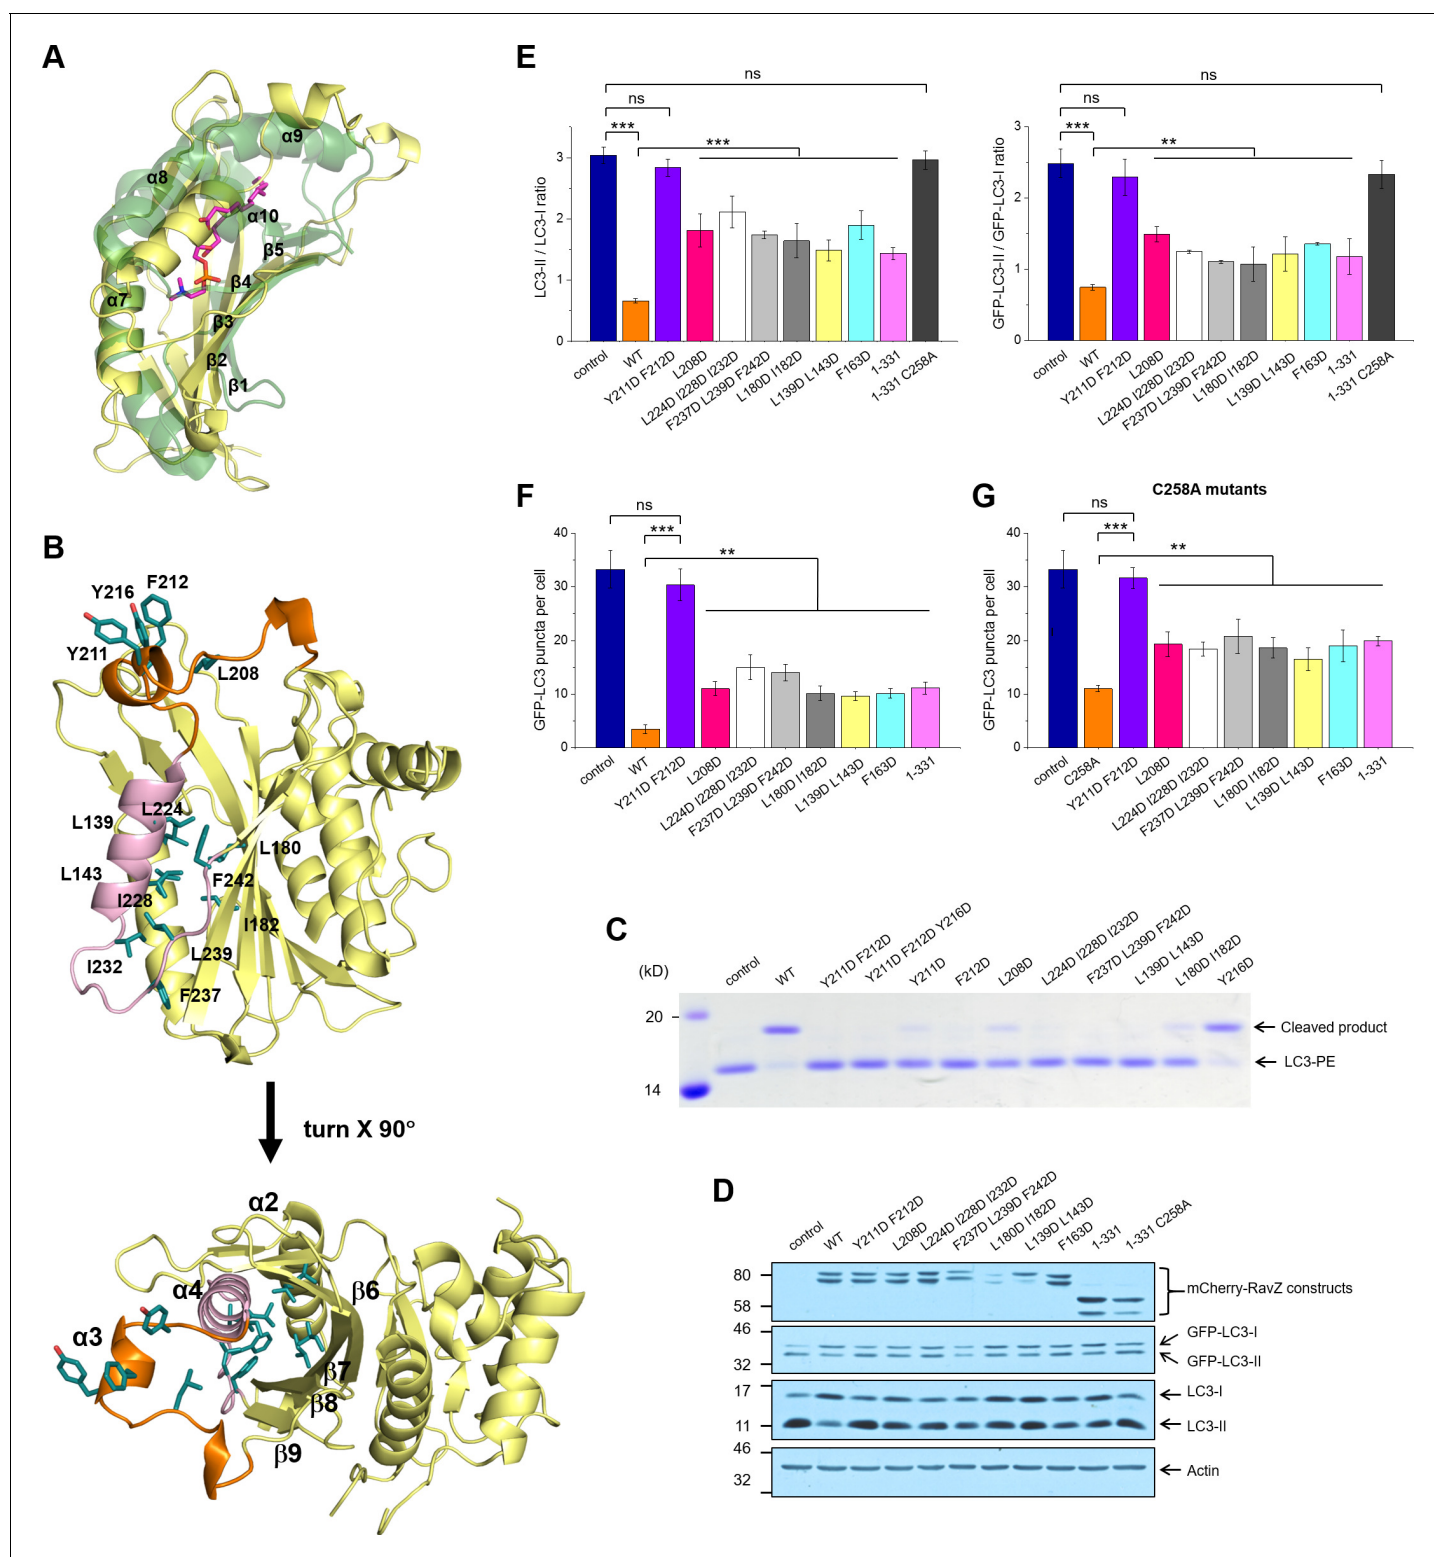 A
α9
α8
α10
β5
β4
α7
β3
β2
β1
B
F212
Y216
Y211
L208
L224
L139
L180
L143
F242
I228
I182
L239
I232
F237
turn X 90°
α2
α4
β6
α3
β7
β8
β9
E
ns
ns
***
***
LC3-II / LC3-I ratio
3
2
1
0
control
WT
Y211D F212D
L208D
L224D I228D I232D
F237D L239D F242D
L180D I182D
L139D L143D
F163D
1-331
1-331 C258A
ns
ns
***
**
GFP-LC3-II / GFP-LC3-I ratio
3
2
1
0
control
WT
Y211D F212D
L208D
L224D I228D I232D
F237D L239D F242D
L180D I182D
L139D L143D
F163D
1-331
1-331 C258A
F
ns
***
**
GFP-LC3 puncta per cell
40
30
20
10
0
control
WT
Y211D F212D
L208D
L224D I228D I232D
F237D L239D F242D
L180D I182D
L139D L143D
F163D
1-331
G
C258A mutants
ns
***
**
GFP-LC3 puncta per cell
40
30
20
10
0
control
C258A
Y211D F212D
L208D
L224D I228D I232D
F237D L239D F242D
L180D I182D
L139D L143D
F163D
1-331
C
(kD)
control
WT
Y211D F212D
Y211D F212D Y216D
Y211D
F212D
L208D
L224D I228D I232D
F237D L239D F242D
L139D L143D
L180D I182D
Y216D
20
14
Cleaved product
LC3-PE
D
control
WT
Y211D F212D
L208D
L224D I228D I232D
F237D L239D F242D
L180D I182D
L139D L143D
F163D
1-331
1-331 C258A
80
58
mCherry-RavZ constructs
46
32
GFP-LC3-I
GFP-LC3-II
17
11
LC3-I
LC3-II
46
32
Actin